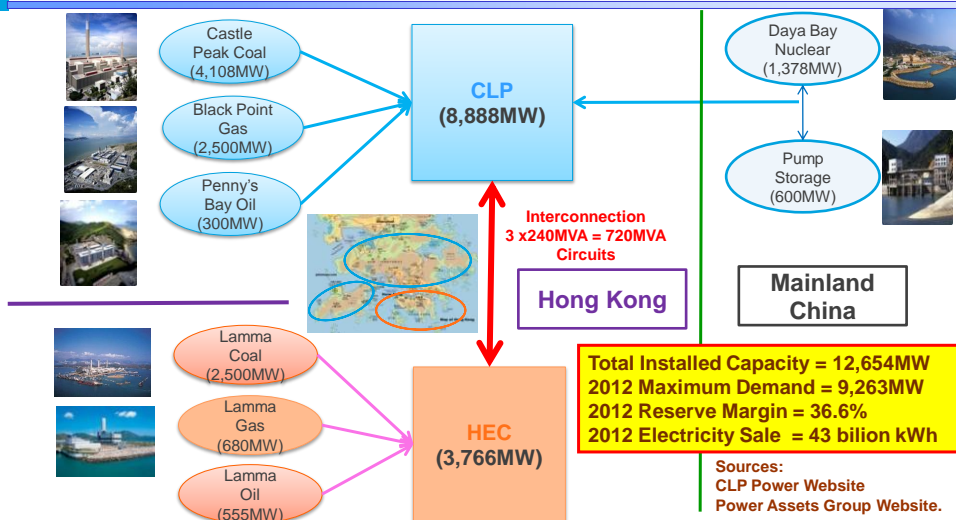 Castle
Peak Coal
(4,108MW)
Black Point
Gas
(2,500MW)
Penny's
Bay Oil
(300MW)
CLP
(8,888MW)
Daya Bay
Nuclear
(1,378MW)
Pump
Storage
(600MW)
Interconnection
3 x240MVA = 720MVA
Circuits
Hong Kong
Mainland
China
Lamma
Coal
(2,500MW)
Lamma
Gas
(680MW)
Lamma
Oil
(555MW)
HEC
(3,766MW)
Total Installed Capacity = 12,654MW
2012 Maximum Demand = 9,263MW
2012 Reserve Margin = 36.6%
2012 Electricity Sale = 43 bilion kWh
Sources:
CLP Power Website
Power Assets Group Website.